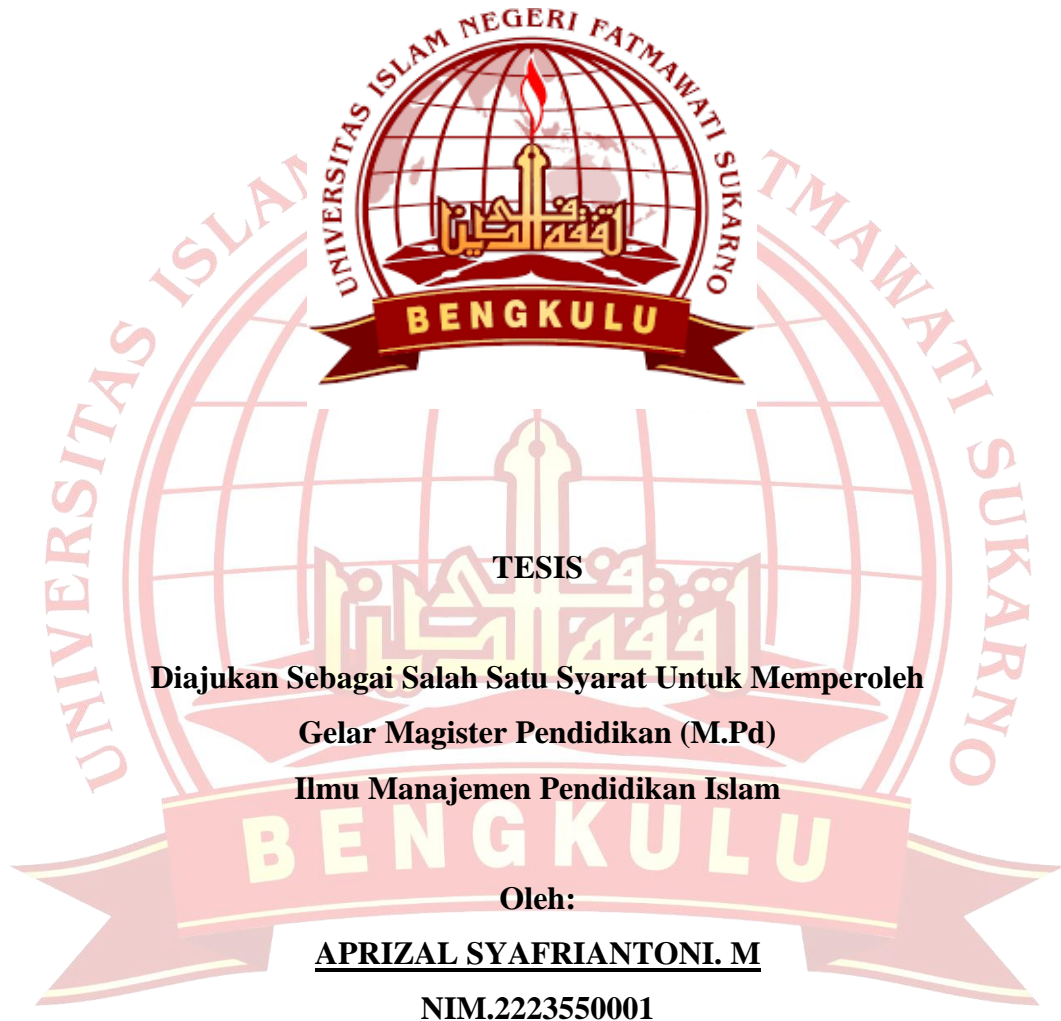 UNIVERSITAS ISLAM NEGERI FATMAWATI SUKARNO
BENGKULU
TESIS
Diajukan Sebagai Salah Satu Syarat Untuk Memperoleh
Gelar Magister Pendidikan (M.Pd)
Ilmu Manajemen Pendidikan Islam
BENGKULU
Oleh:
APRIZAL SYAFRIANTONI. M
NIM.2223550001